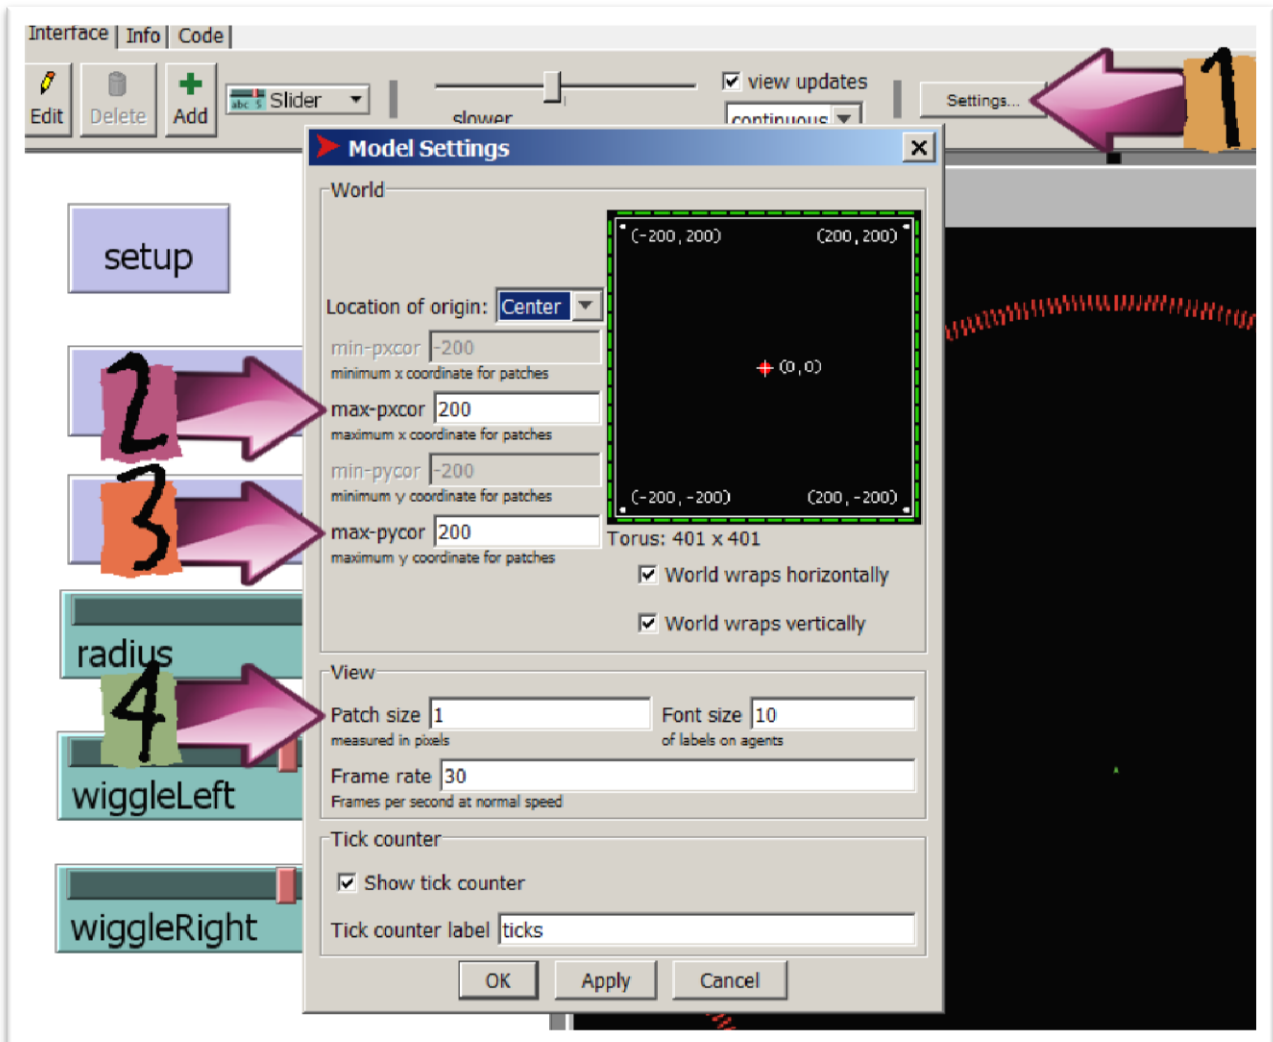 Interface Info Code
Edit Delete Add abc Slider slower view updates continuous Settings... 1
Model Settings
World
(-200,200) (200,200)
setup
Location of origin: Center
min-pxcor -200
minimum x coordinate for patches
(0,0)
2
max-pxcor 200
maximum x coordinate for patches
min-pycor -200
minimum y coordinate for patches
(-200,-200) (200,-200)
3
max-pycor 200
maximum y coordinate for patches
Torus: 401 x 401
World wraps horizontally
World wraps vertically
radius
View
4
Patch size 1 Font size 10
measured in pixels of labels on agents
Frame rate 30
Frames per second at normal speed
wiggleLeft
Tick counter
Show tick counter
wiggleRight
Tick counter label ticks
OK Apply Cancel